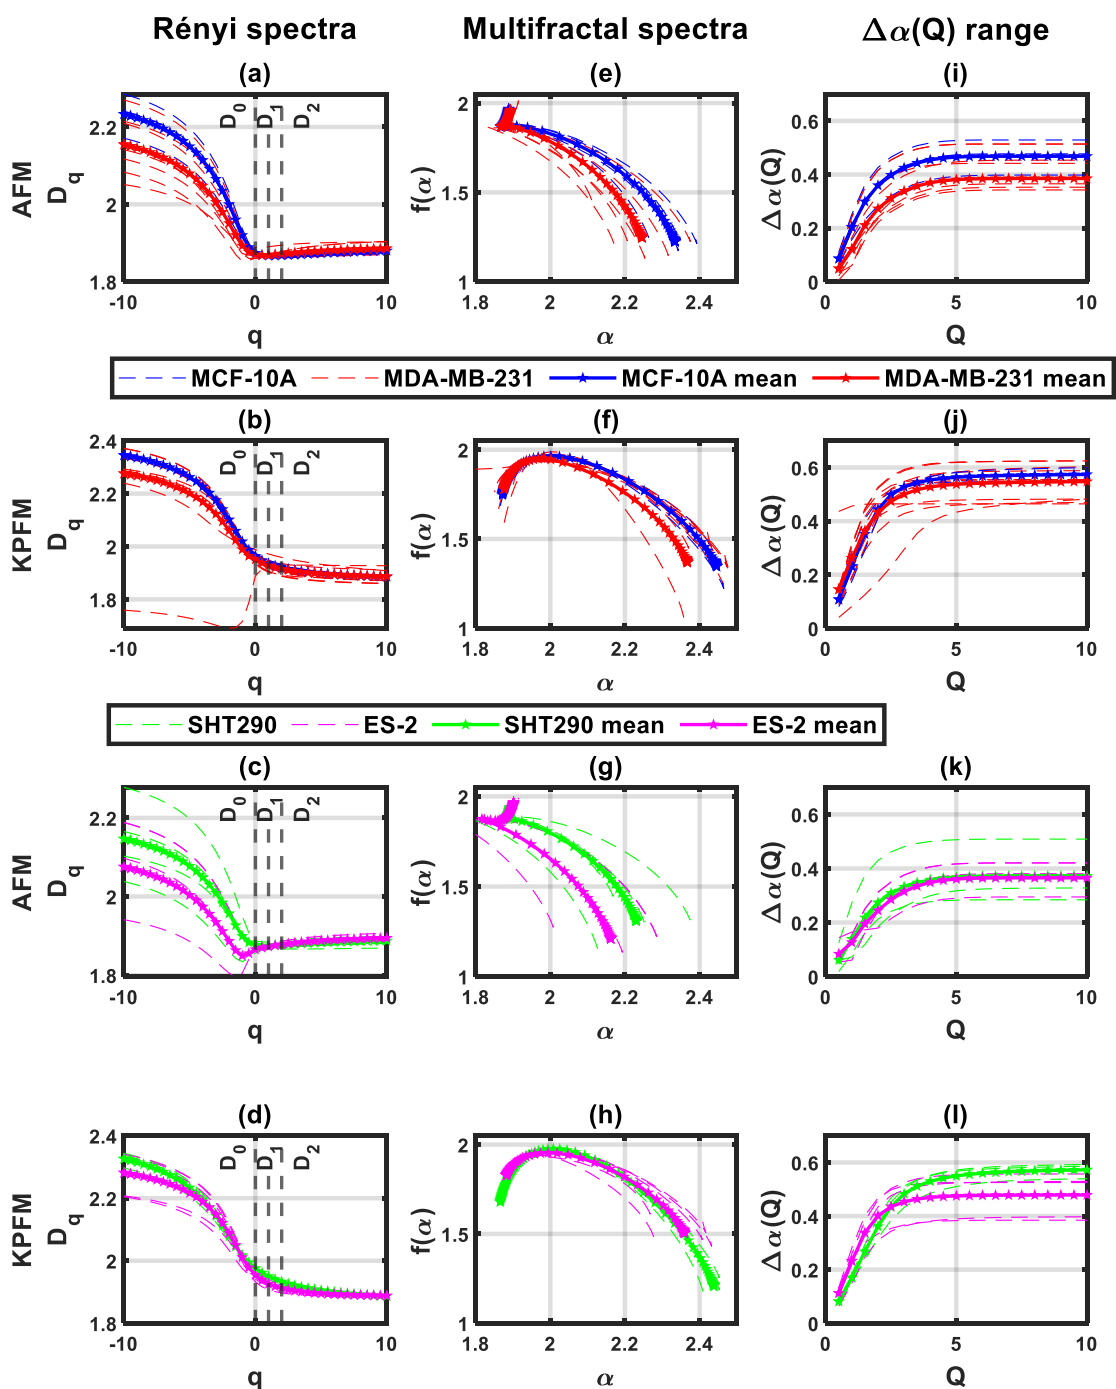 Rényi spectra Multifractal spectra Δα(Q) range
(a) (e) (i)
AFM
D_q
2.2
2
1.8
D_0 D_1 D_2
-10 0 10
q
f(α)
2
1.5
1
1.8 2 2.2 2.4
α
Δα(Q)
0.6
0.4
0.2
0
0 5 10
Q
MCF-10A MDA-MB-231 MCF-10A mean MDA-MB-231 mean
(b) (f) (j)
KPFM
D_q
2.4
2.2
2
1.8
D_0 D_1 D_2
-10 0 10
q
f(α)
2
1.5
1
1.8 2 2.2 2.4
α
Δα(Q)
0.6
0.4
0.2
0
0 5 10
Q
SHT290 ES-2 SHT290 mean ES-2 mean
(c) (g) (k)
AFM
D_q
2.2
2
1.8
D_0 D_1 D_2
-10 0 10
q
f(α)
2
1.5
1
1.8 2 2.2 2.4
α
Δα(Q)
0.6
0.4
0.2
0
0 5 10
Q
(d) (h) (l)
KPFM
D_q
2.4
2.2
2
1.8
D_0 D_1 D_2
-10 0 10
q
f(α)
2
1.5
1
1.8 2 2.2 2.4
α
Δα(Q)
0.6
0.4
0.2
0
0 5 10
Q